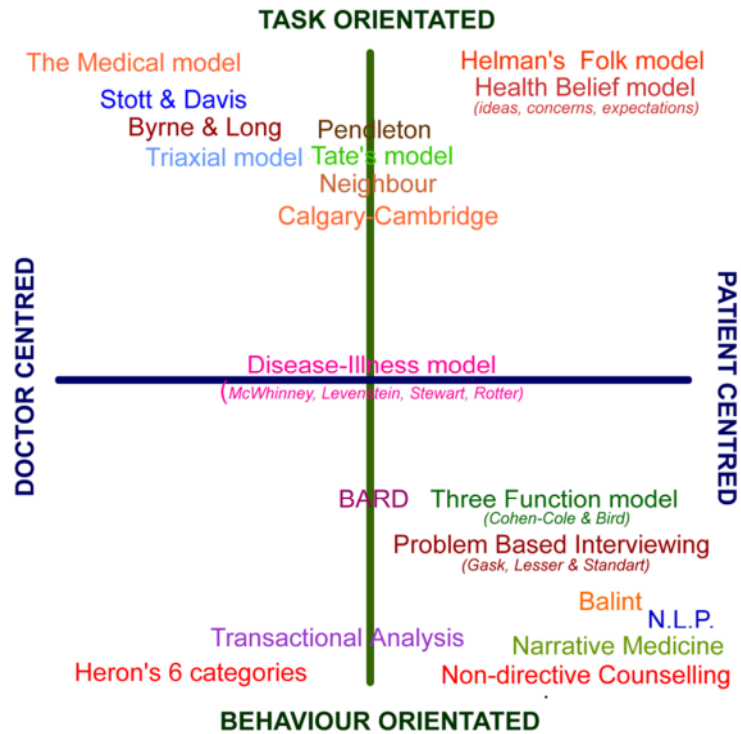 TASK ORIENTATED
The Medical model
Helman's Folk model
Health Belief model
(ideas, concerns, expectations)
Stott & Davis
Byrne & Long
Pendleton
Triaxial model
Tate's model
Neighbour
Calgary-Cambridge
DOCTOR CENTRED
PATIENT CENTRED
Disease-Illness model
(McWhinney, Levenstein, Stewart, Rotter)
BARD
Three Function model
(Cohen-Cole & Bird)
Problem Based Interviewing
(Gask, Lesser & Standart)
Balint
N.L.P.
Transactional Analysis
Narrative Medicine
Heron's 6 categories
Non-directive Counselling
BEHAVIOUR ORIENTATED